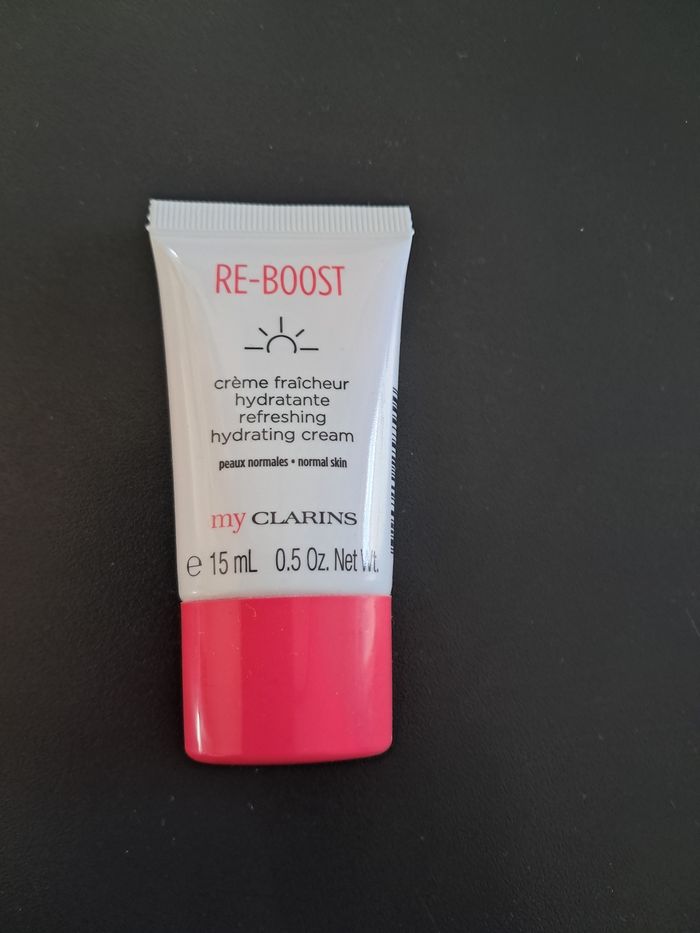 RE-BOOST
crème fraîcheur
hydratante
refreshing
hydrating cream
peaux normales • normal skin
my CLARINS
℮ 15 mL 0.5 Oz. Net Wt.